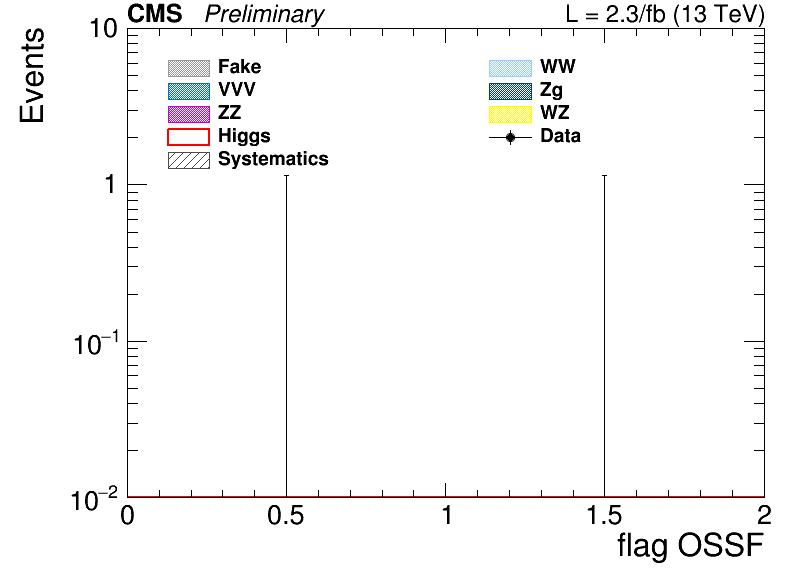 CMS Preliminary L = 2.3/fb (13 TeV)
Events
10
1
10−1
10−2
Fake
VVV
ZZ
Higgs
Systematics
WW
Zg
WZ
Data
0 0.5 1 1.5 2
flag OSSF